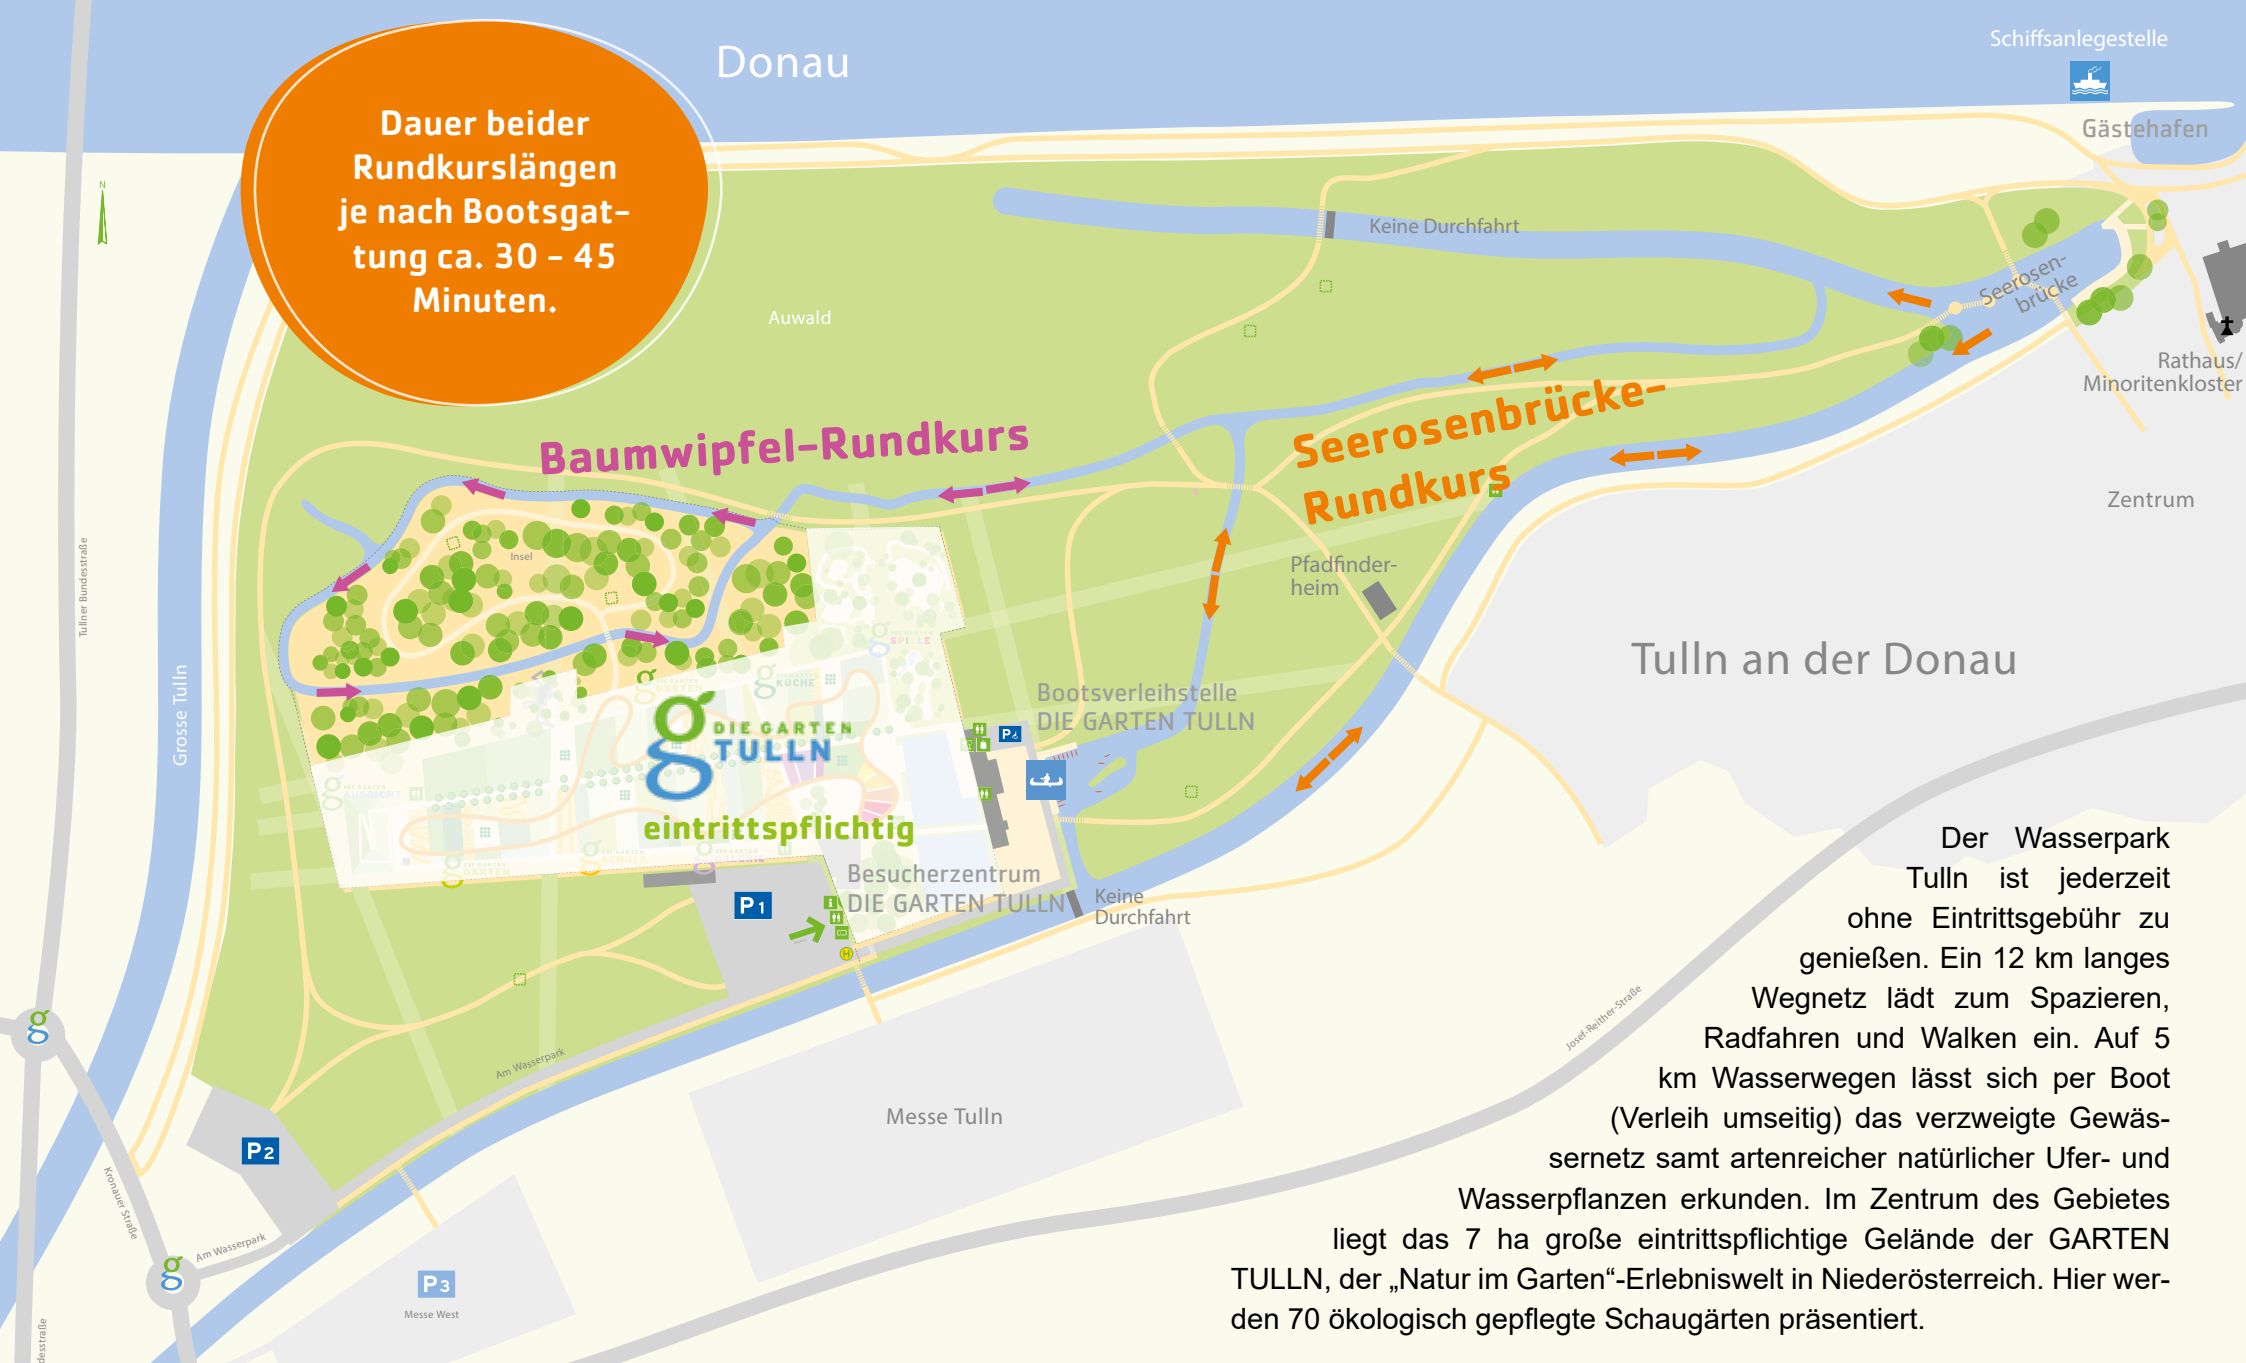 Donau
Schiffsanlegestelle
Gästehafen
Dauer beider
Rundkurslängen
je nach Bootsgat-
tung ca. 30 – 45
Minuten.
N
Keine Durchfahrt
Auwald
Seerosen-
brücke
Rathaus/
Minoritenkloster
Baumwipfel-Rundkurs
Seerosenbrücke-
Rundkurs
Zentrum
Insel
Pfadfinder-
heim
Tullner Bundesstraße
Grosse Tulln
Tulln an der Donau
Bootsverleihstelle
DIE GARTEN TULLN
P
DIE GARTEN
TULLN
eintrittspflichtig
KÜCHE
SPIELE
SCHULE
Besucherzentrum
DIE GARTEN TULLN
P1
i
H
Keine
Durchfahrt
Am Wasserpark
Messe Tulln
Josef-Reither-Straße
P2
Kronauer Straße
Am Wasserpark
P3
Messe West
desstraße
Der Wasserpark
Tulln ist jederzeit
ohne Eintrittsgebühr zu
genießen. Ein 12 km langes
Wegnetz lädt zum Spazieren,
Radfahren und Walken ein. Auf 5
km Wasserwegen lässt sich per Boot
(Verleih umseitig) das verzweigte Gewäs-
sernetz samt artenreicher natürlicher Ufer- und
Wasserpflanzen erkunden. Im Zentrum des Gebietes
liegt das 7 ha große eintrittspflichtige Gelände der GARTEN
TULLN, der „Natur im Garten“-Erlebniswelt in Niederösterreich. Hier wer-
den 70 ökologisch gepflegte Schaugärten präsentiert.